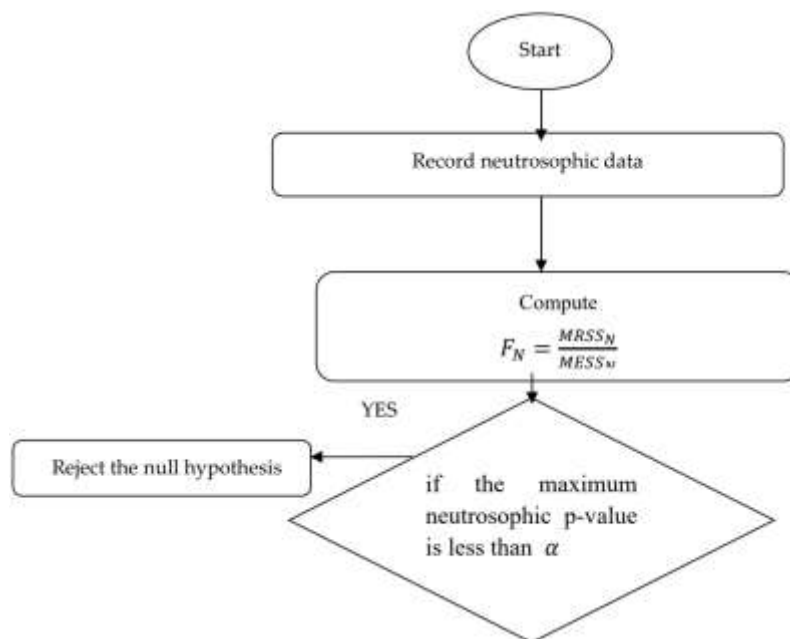 Start
Record neutrosophic data
Compute
F_N = MRSS_N / MESS_N
YES
Reject the null hypothesis
if the maximum
neutrosophic p-value
is less than α